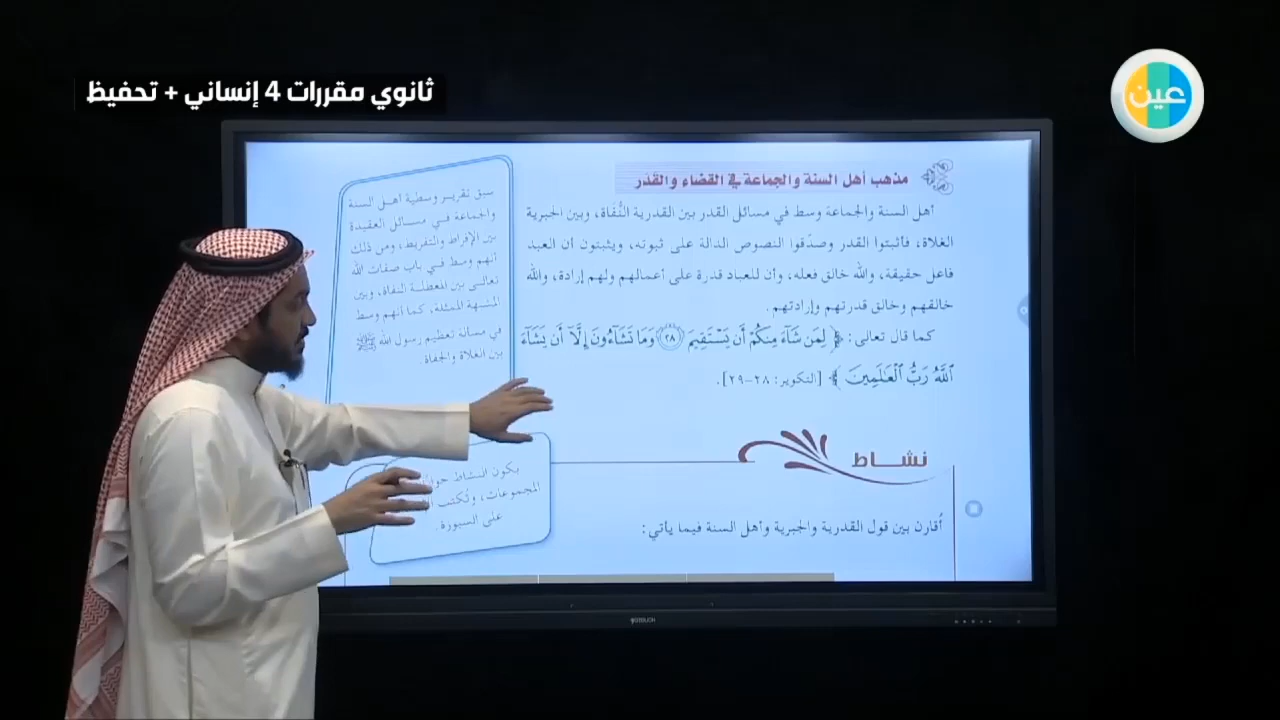 ثانوي مقررات 4 إنساني + تحفيظ
عين
مذهب أهل السنة والجماعة في القضاء والقدر
أهل السنة والجماعة وسط في مسائل القدر بين القدرية النُّفَاة، وبين الجبرية
الغلاة، فأثبتوا القدر وصدّقوا النصوص الدالة على ثبوته، ويثبتون أن العبد
فاعل حقيقة، والله خالق فعله، وأن للعباد قدرة على أعمالهم ولهم إرادة، والله
خالقهم وخالق قدرتهم وإرادتهم.
كما قال تعالى: ﴿ لِمَن شَآءَ مِنكُمْ أَن يَسْتَقِيمَ ٢٨ وَمَا تَشَآءُونَ إِلَّآ أَن يَشَآءَ
ٱللَّهُ رَبُّ ٱلْعَٰلَمِينَ ﴾ [التكوير: ٢٨-٢٩].
سبق تقرير وسطية أهل السنة
والجماعة في مسائل العقيدة
بين الإفراط والتفريط، ومن ذلك
أنهم وسط في باب صفات الله
تعالى بين المعطلة النفاة، وبين
المشبهة الممثلة، كما أنهم وسط
في مسألة تعظيم رسول الله ﷺ
بين الغلاة والجفاة
نشاط
أُقارن بين قول القدرية والجبرية وأهل السنة فيما يأتي:
يكون النشاط
المجموعات، وتُكتب
على السبورة.